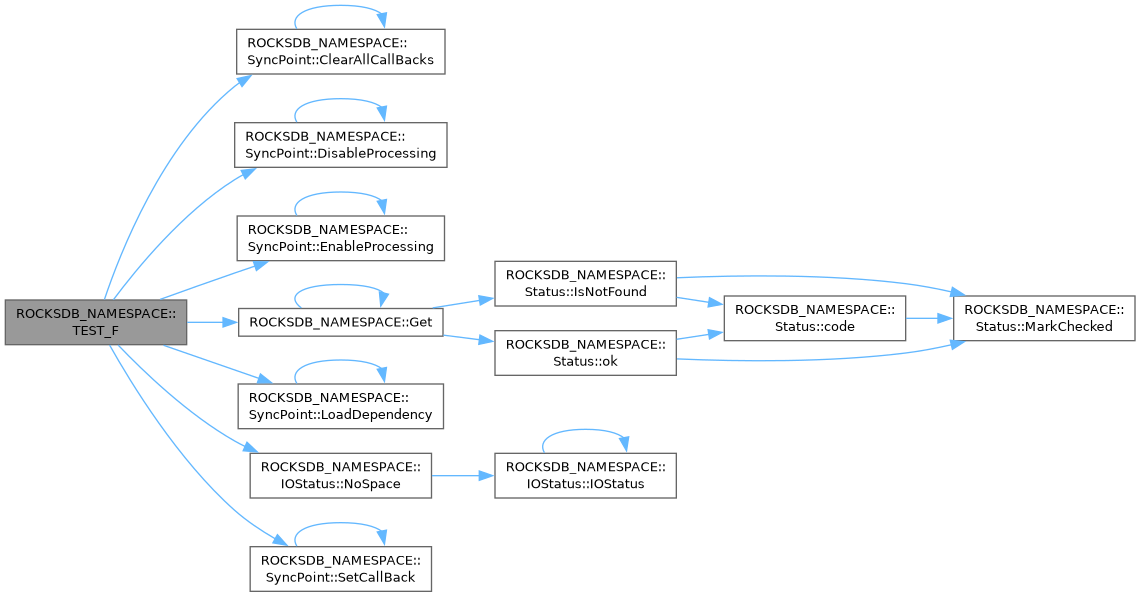 ROCKSDB_NAMESPACE::
TEST_F
ROCKSDB_NAMESPACE::
SyncPoint::ClearAllCallBacks
ROCKSDB_NAMESPACE::
SyncPoint::DisableProcessing
ROCKSDB_NAMESPACE::
SyncPoint::EnableProcessing
ROCKSDB_NAMESPACE::Get
ROCKSDB_NAMESPACE::
Status::IsNotFound
ROCKSDB_NAMESPACE::
Status::ok
ROCKSDB_NAMESPACE::
Status::code
ROCKSDB_NAMESPACE::
Status::MarkChecked
ROCKSDB_NAMESPACE::
SyncPoint::LoadDependency
ROCKSDB_NAMESPACE::
IOStatus::NoSpace
ROCKSDB_NAMESPACE::
IOStatus::IOStatus
ROCKSDB_NAMESPACE::
SyncPoint::SetCallBack